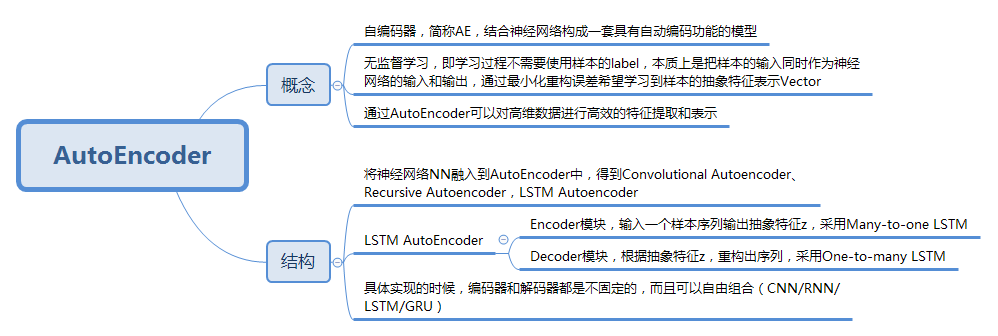 AutoEncoder
概念
自编码器，简称AE，结合神经网络构成一套具有自动编码功能的模型
无监督学习，即学习过程不需要使用样本的label，本质上是把样本的输入同时作为神经
网络的输入和输出，通过最小化重构误差希望学习到样本的抽象特征表示Vector
通过AutoEncoder可以对高维数据进行高效的特征提取和表示
结构
将神经网络NN融入到AutoEncoder中，得到Convolutional Autoencoder、
Recursive Autoencoder，LSTM Autoencoder
LSTM AutoEncoder
Encoder模块，输入一个样本序列输出抽象特征z，采用Many-to-one LSTM
Decoder模块，根据抽象特征z，重构出序列，采用One-to-many LSTM
具体实现的时候，编码器和解码器都是不固定的，而且可以自由组合（CNN/RNN/
LSTM/GRU）